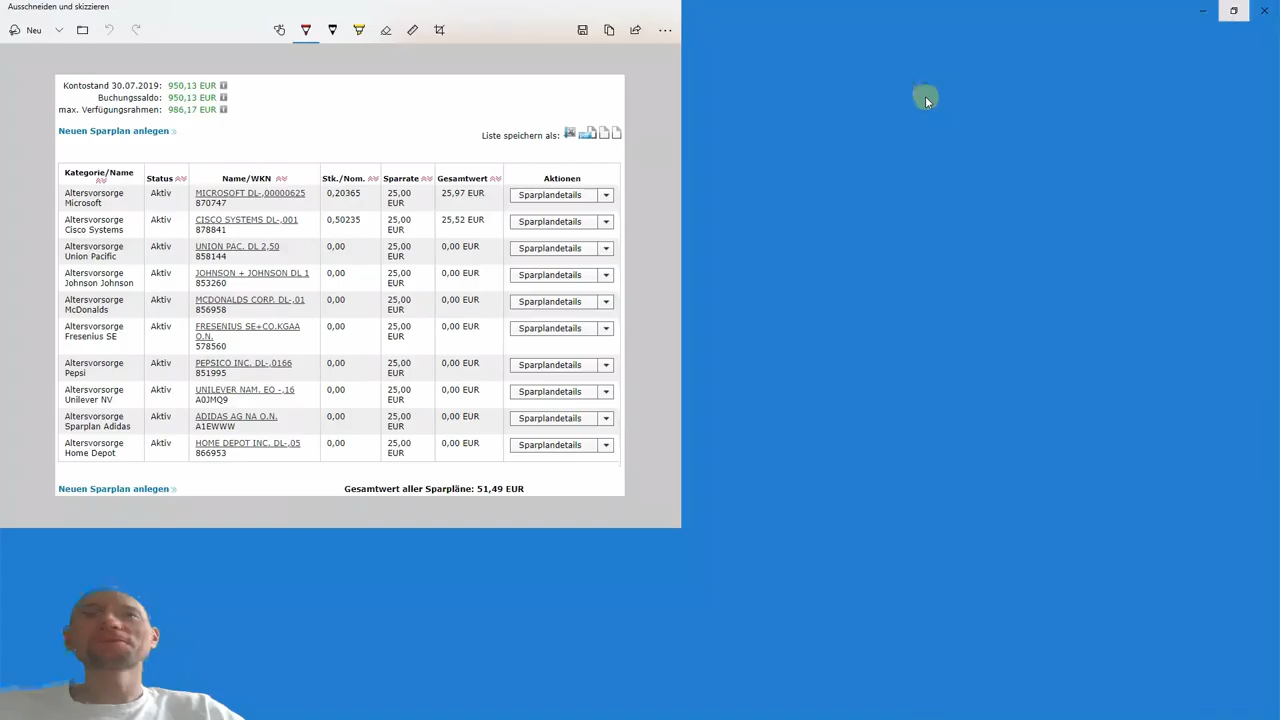 Ausschneiden und skizzieren
Neu
Kontostand 30.07.2019: 950,13 EUR
Buchungssaldo: 950,13 EUR
max. Verfügungsrahmen: 986,17 EUR
Neuen Sparplan anlegen »
Liste speichern als:
Kategorie/Name Status Name/WKN Stk./Nom. Sparrate Gesamtwert Aktionen
Altersvorsorge Aktiv MICROSOFT DL-,00000625 0,20365 25,00 25,97 EUR Sparplandetails
Microsoft 870747 EUR
Altersvorsorge Aktiv CISCO SYSTEMS DL-,001 0,50235 25,00 25,52 EUR Sparplandetails
Cisco Systems 878841 EUR
Altersvorsorge Aktiv UNION PAC. DL 2,50 0,00 25,00 0,00 EUR Sparplandetails
Union Pacific 858144 EUR
Altersvorsorge Aktiv JOHNSON + JOHNSON DL 1 0,00 25,00 0,00 EUR Sparplandetails
Johnson Johnson 853260 EUR
Altersvorsorge Aktiv MCDONALDS CORP. DL-,01 0,00 25,00 0,00 EUR Sparplandetails
McDonalds 856958 EUR
Altersvorsorge Aktiv FRESENIUS SE+CO.KGAA 0,00 25,00 0,00 EUR Sparplandetails
Fresenius SE O.N. EUR
578560
Altersvorsorge Aktiv PEPSICO INC. DL-,0166 0,00 25,00 0,00 EUR Sparplandetails
Pepsi 851995 EUR
Altersvorsorge Aktiv UNILEVER NAM. EO -,16 0,00 25,00 0,00 EUR Sparplandetails
Unilever NV A0JMQ9 EUR
Altersvorsorge Aktiv ADIDAS AG NA O.N. 0,00 25,00 0,00 EUR Sparplandetails
Sparplan Adidas A1EWWW EUR
Altersvorsorge Aktiv HOME DEPOT INC. DL-,05 0,00 25,00 0,00 EUR Sparplandetails
Home Depot 866953 EUR
Neuen Sparplan anlegen » Gesamtwert aller Sparpläne: 51,49 EUR